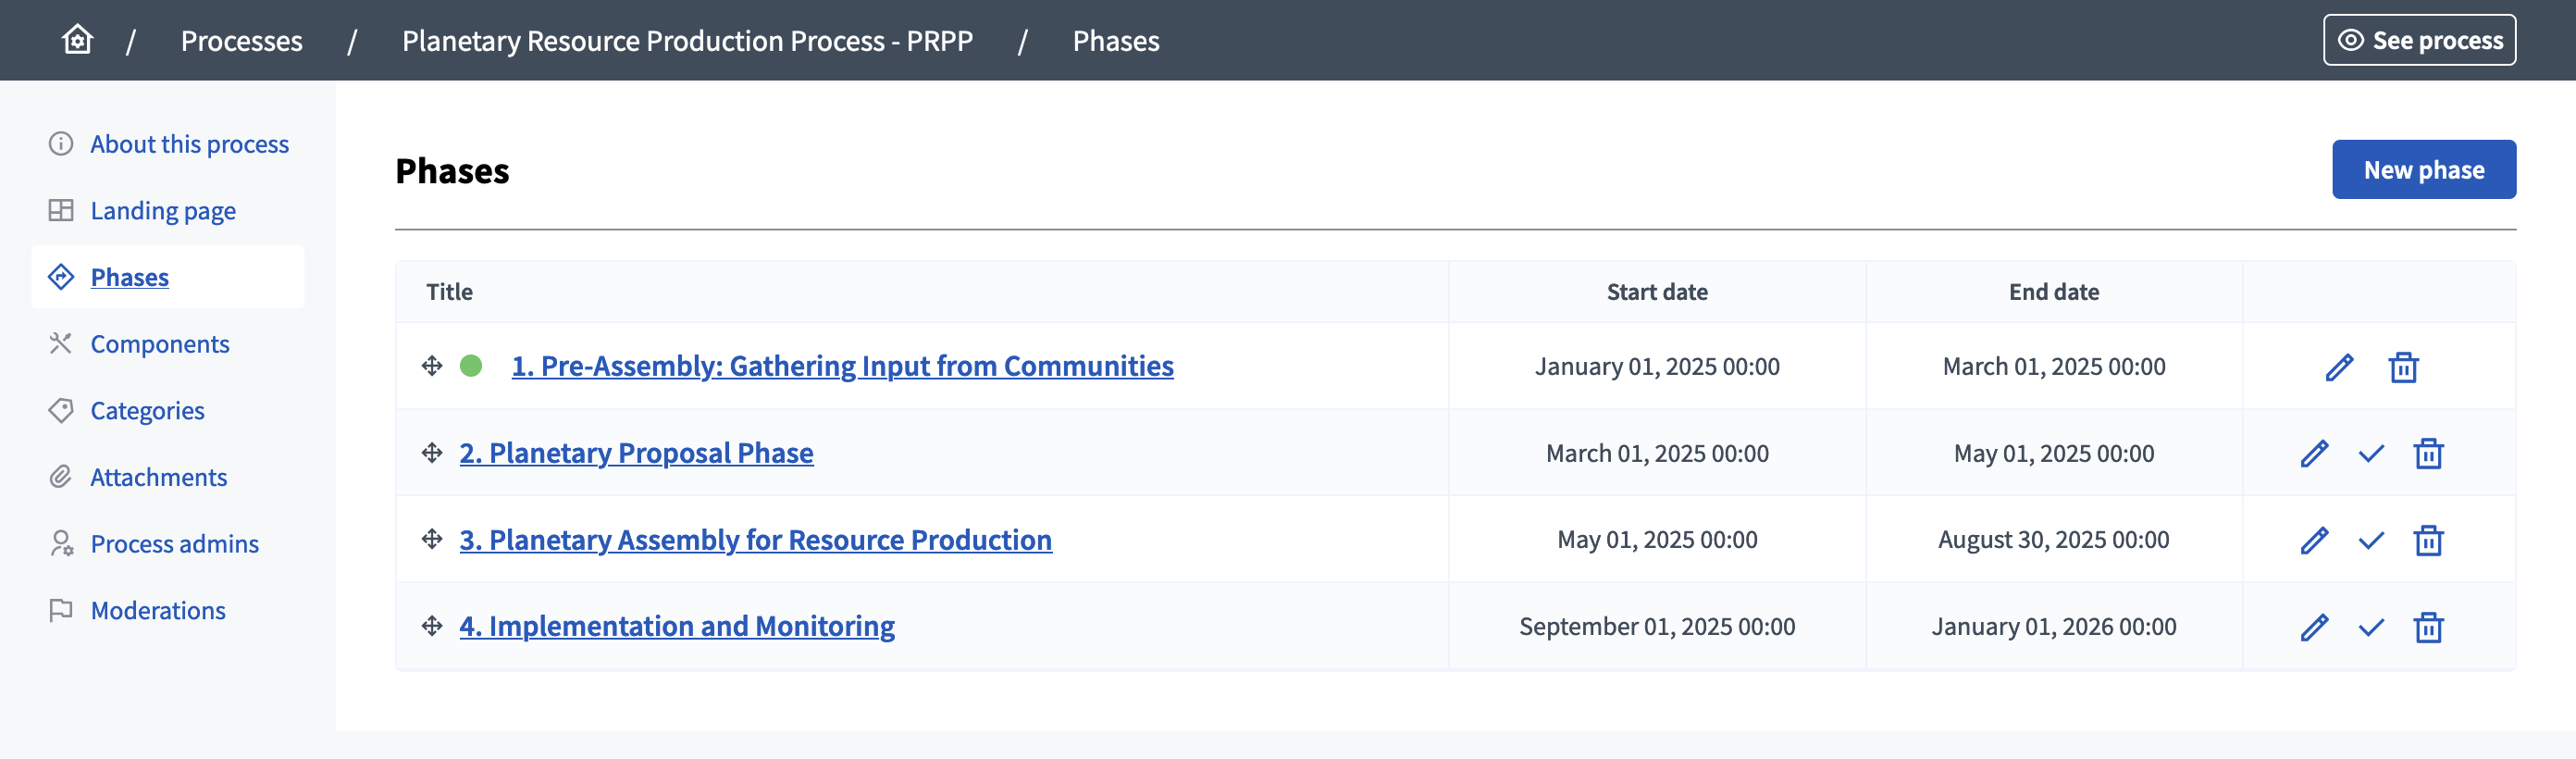 / Processes / Planetary Resource Production Process - PRPP / Phases See process
About this process
Landing page
Phases
Components
Categories
Attachments
Process admins
Moderations
Phases New phase
Title Start date End date
1. Pre-Assembly: Gathering Input from Communities January 01, 2025 00:00 March 01, 2025 00:00
2. Planetary Proposal Phase March 01, 2025 00:00 May 01, 2025 00:00
3. Planetary Assembly for Resource Production May 01, 2025 00:00 August 30, 2025 00:00
4. Implementation and Monitoring September 01, 2025 00:00 January 01, 2026 00:00